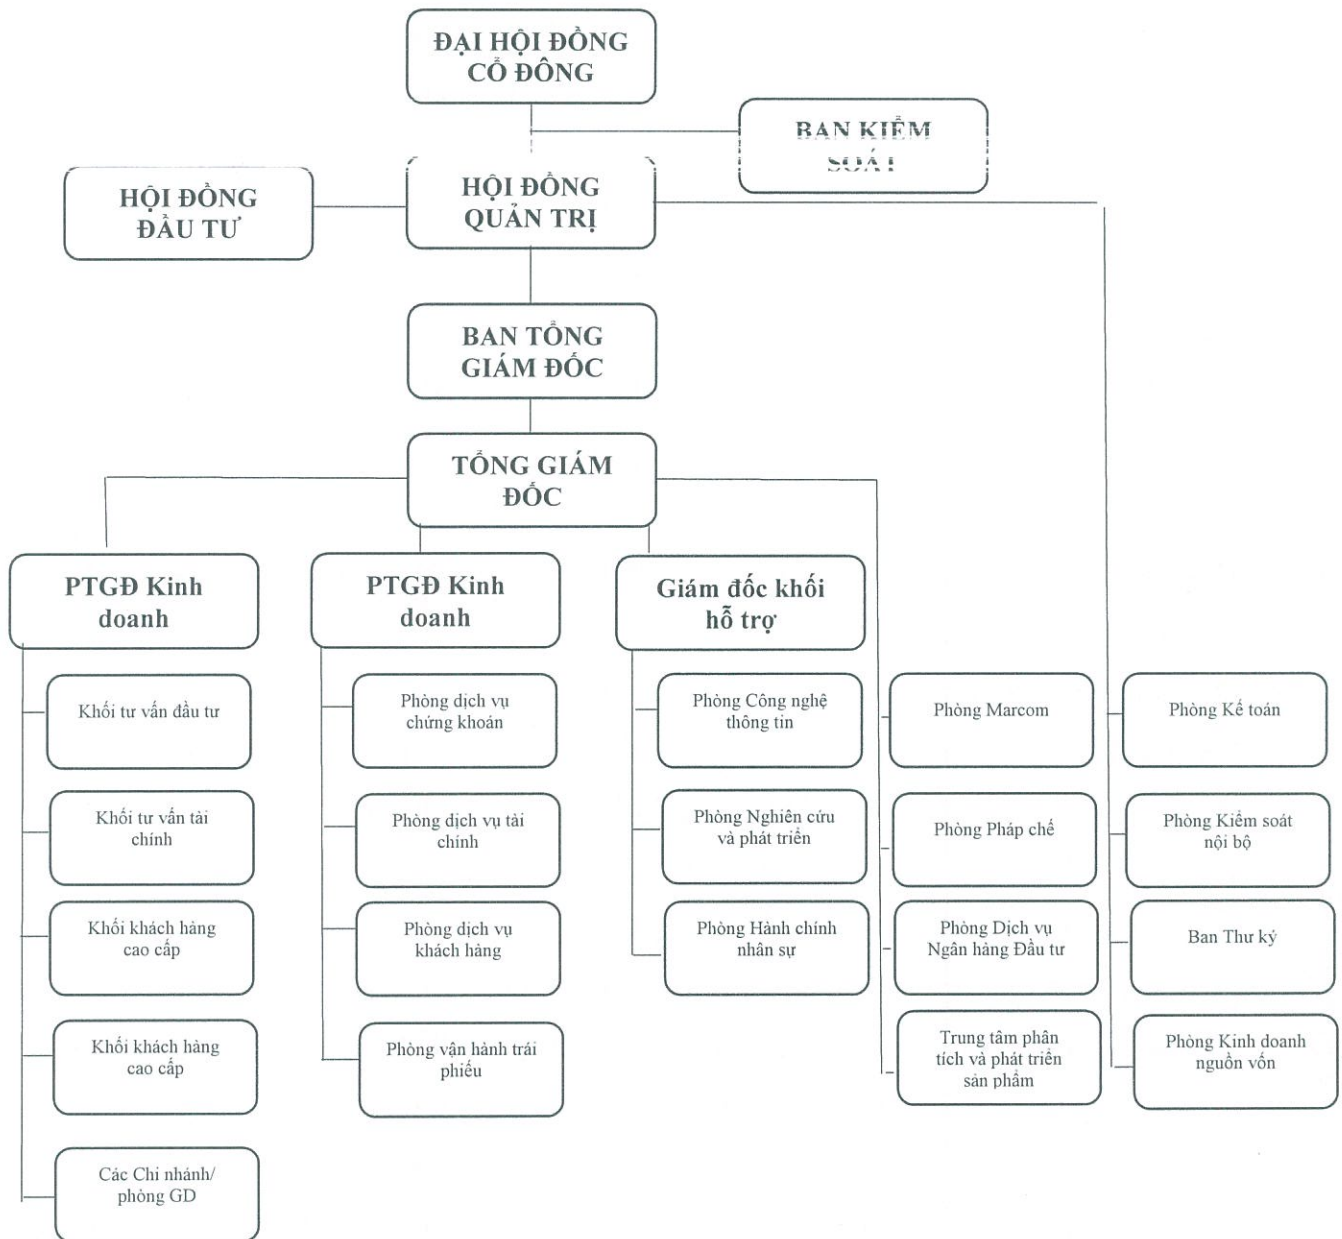 ĐẠI HỘI ĐỒNG
CỔ ĐÔNG
BAN KIỂM
SOÁT
HỘI ĐỒNG
ĐẦU TƯ
HỘI ĐỒNG
QUẢN TRỊ
BAN TỔNG
GIÁM ĐỐC
TỔNG GIÁM
ĐỐC
PTGĐ Kinh
doanh
PTGĐ Kinh
doanh
Giám đốc khối
hỗ trợ
Khối tư vấn đầu tư
Khối tư vấn tài
chính
Khối khách hàng
cao cấp
Khối khách hàng
cao cấp
Các Chi nhánh/
phòng GD
Phòng dịch vụ
chứng khoán
Phòng dịch vụ tài
chính
Phòng dịch vụ
khách hàng
Phòng vận hành trái
phiếu
Phòng Công nghệ
thông tin
Phòng Nghiên cứu
và phát triển
Phòng Hành chính
nhân sự
Phòng Marcom
Phòng Pháp chế
Phòng Dịch vụ
Ngân hàng Đầu tư
Trung tâm phân
tích và phát triển
sản phẩm
Phòng Kế toán
Phòng Kiểm soát
nội bộ
Ban Thư ký
Phòng Kinh doanh
nguồn vốn